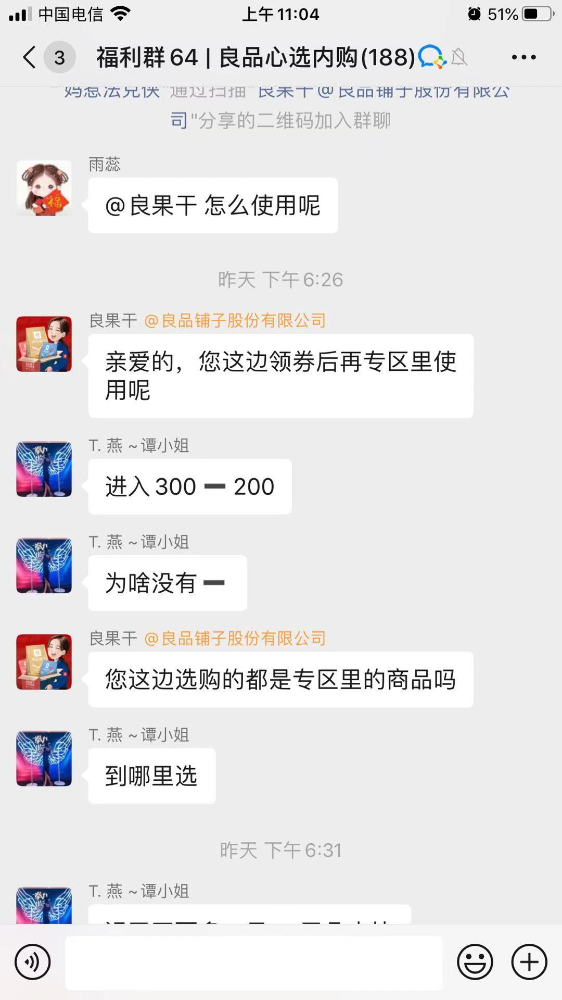 中国电信
上午11:04
51%
3
福利群64 | 良品心选内购(188)
"妈惹法克侠"通过扫描"良果干@良品铺子股份有限公
司"分享的二维码加入群聊
雨蕊
@良果干 怎么使用呢
昨天 下午6:26
良果干 @良品铺子股份有限公司
亲爱的，您这边领券后再专区里使
用呢
T. 燕 ~谭小姐
进入300➖200
T. 燕 ~谭小姐
为啥没有➖
良果干 @良品铺子股份有限公司
您这边选购的都是专区里的商品吗
T. 燕 ~谭小姐
到哪里选
昨天 下午6:31
T. 燕 ~谭小姐